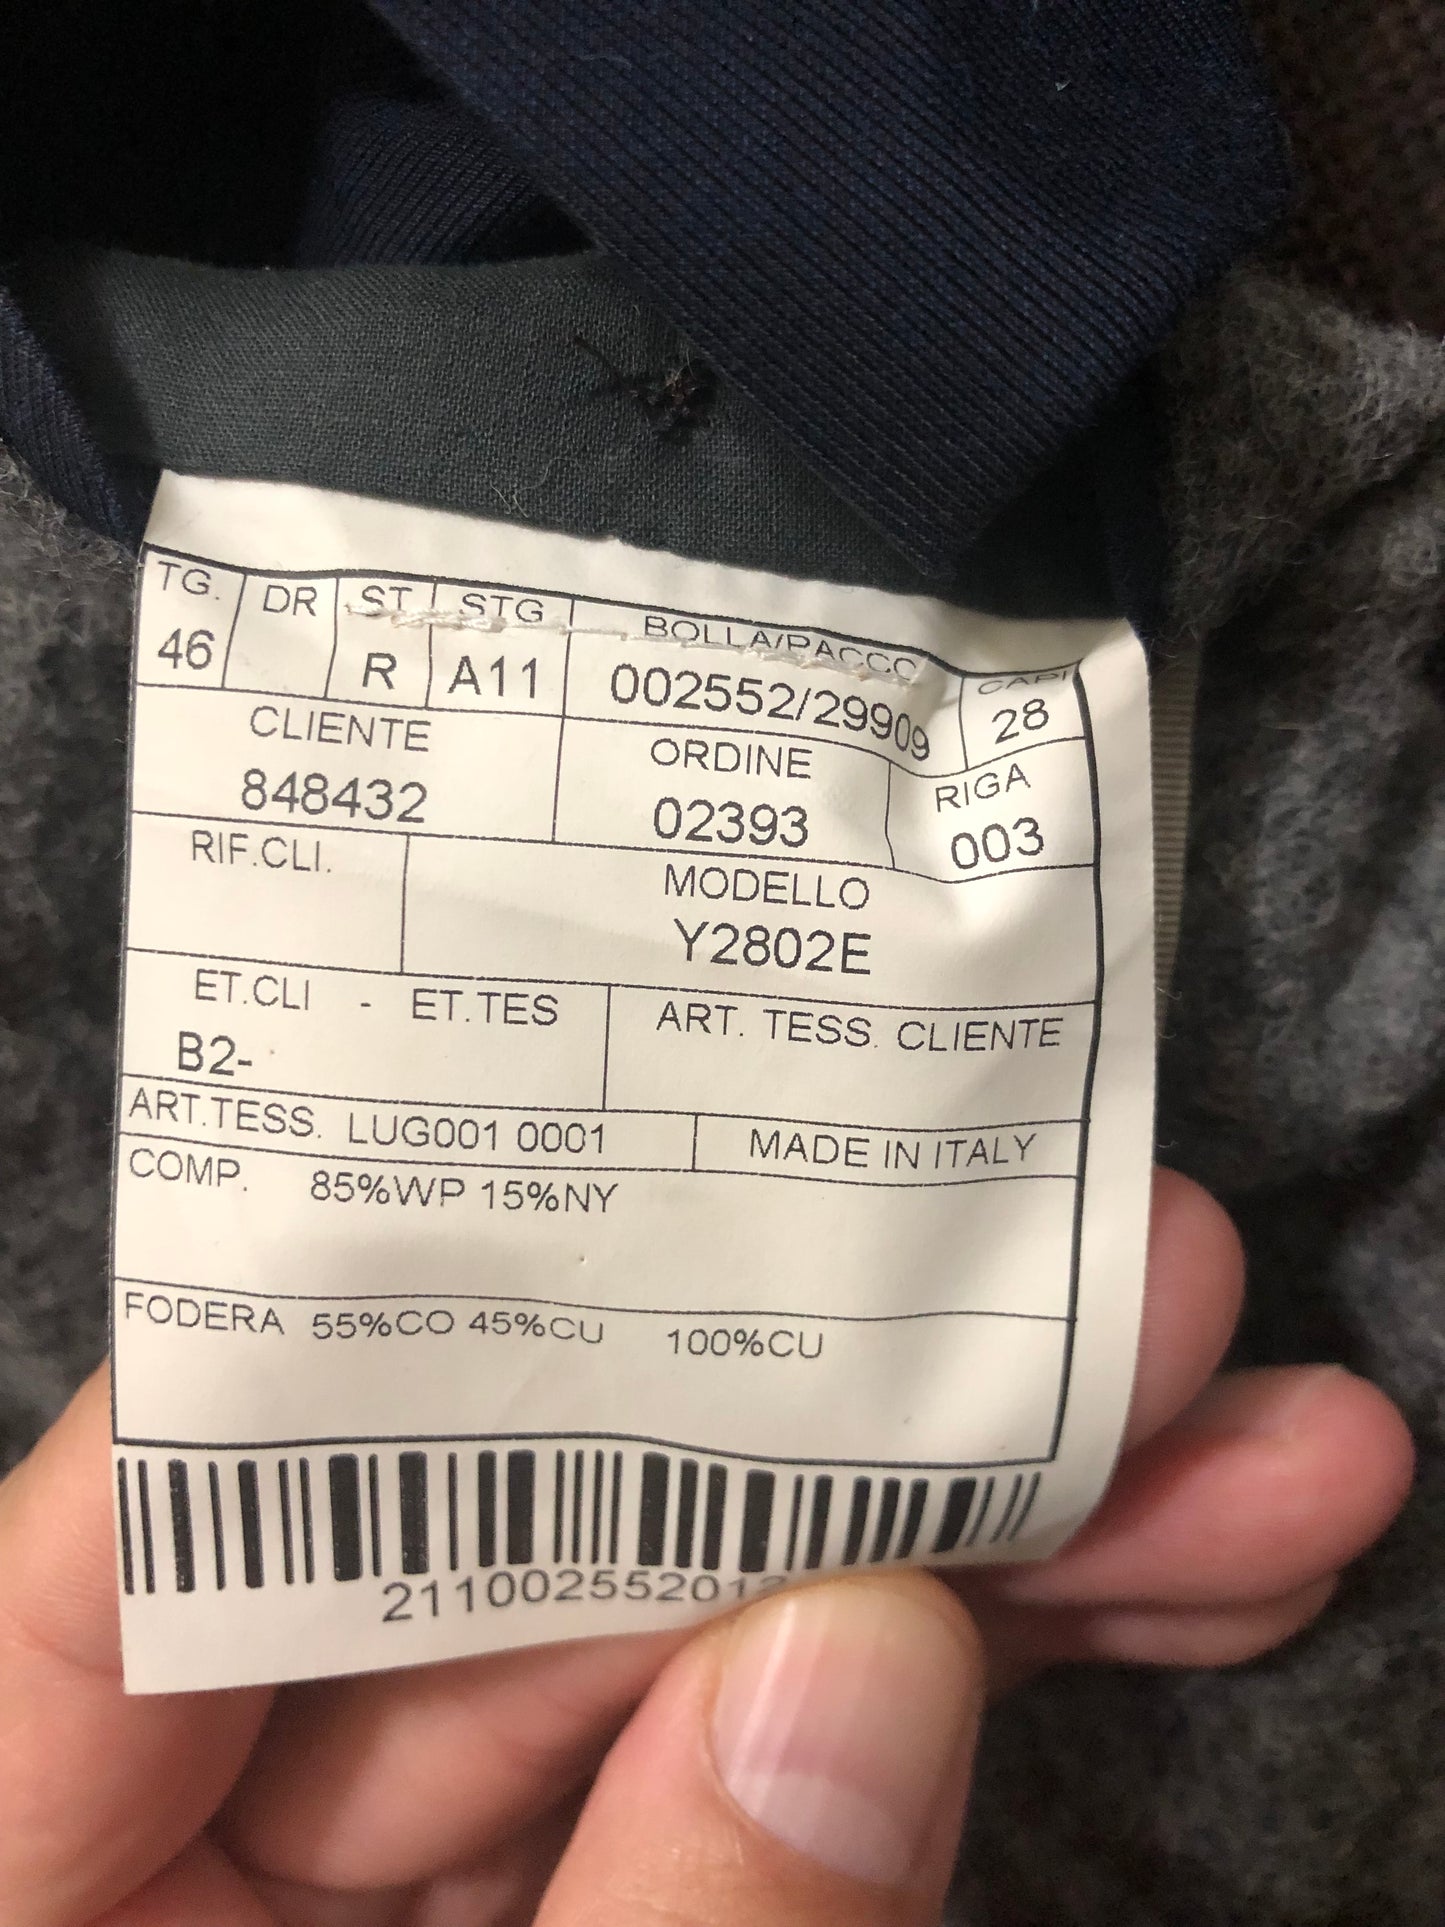 TG. DR ST STG BOLLA/PACCO CAPI
46 R A11 002552/29909 28
CLIENTE ORDINE RIGA
848432 02393 003
RIF.CLI. MODELLO
Y2802E
ET.CLI - ET.TES ART. TESS. CLIENTE
B2-
ART.TESS. LUG001 0001 MADE IN ITALY
COMP. 85%WP 15%NY
FODERA 55%CO 45%CU 100%CU